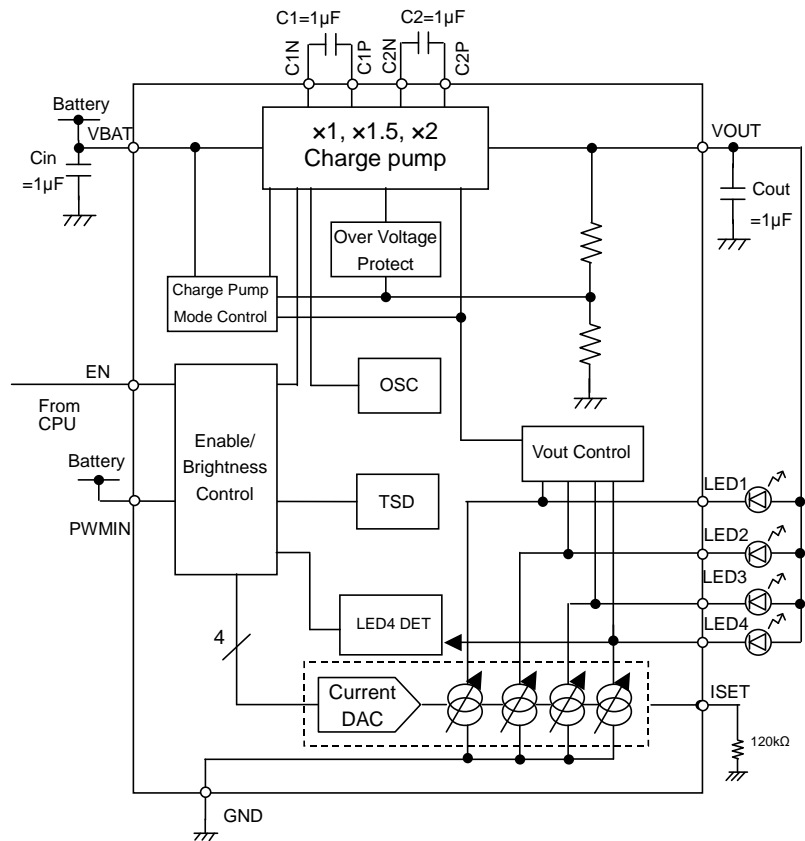 C1=1μF
C2=1μF
C1N
C1P
C2N
C2P
Battery
VBAT
×1, ×1.5, ×2
Charge pump
VOUT
Cin
=1μF
Cout
=1μF
Over Voltage
Protect
Charge Pump
Mode Control
EN
From
CPU
OSC
Enable/
Brightness
Control
Vout Control
Battery
PWMIN
TSD
LED1
LED2
LED3
LED4
LED4 DET
4
Current
DAC
ISET
120kΩ
GND